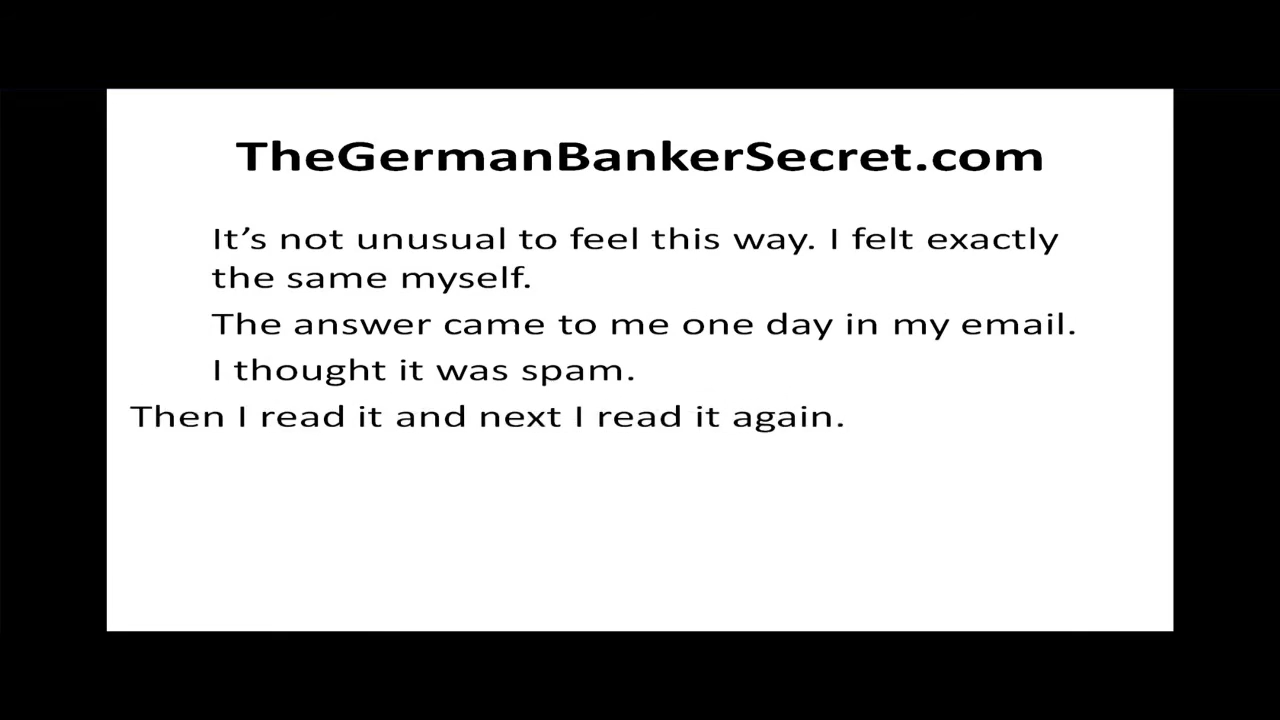 TheGermanBankerSecret.com
It’s not unusual to feel this way. I felt exactly
the same myself.
The answer came to me one day in my email.
I thought it was spam.
Then I read it and next I read it again.